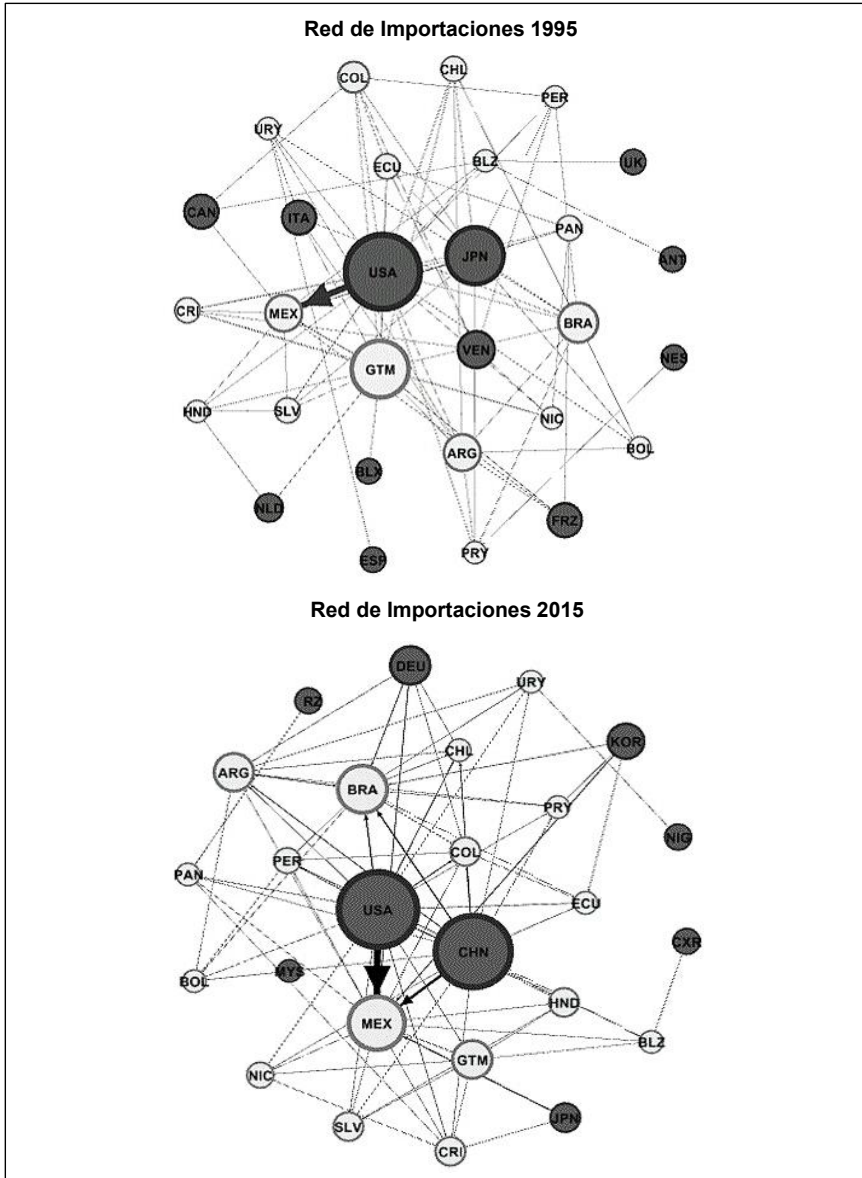 Red de Importaciones 1995
COL
CHL
PER
URY
ECU
BLZ
UK
CAN
ITA
PAN
USA
JPN
ANT
CRI
MEX
BRA
VEN
NES
GTM
HND
SLV
NIC
ARG
BOL
BLX
NLD
FRZ
ESP
PRY
Red de Importaciones 2015
DEU
URY
RZ
KOR
CHL
ARG
BRA
PRY
NIG
COL
PER
PAN
ECU
USA
CXR
CHN
MYS
BOL
HND
MEX
BLZ
GTM
NIC
JPN
SLV
CRI